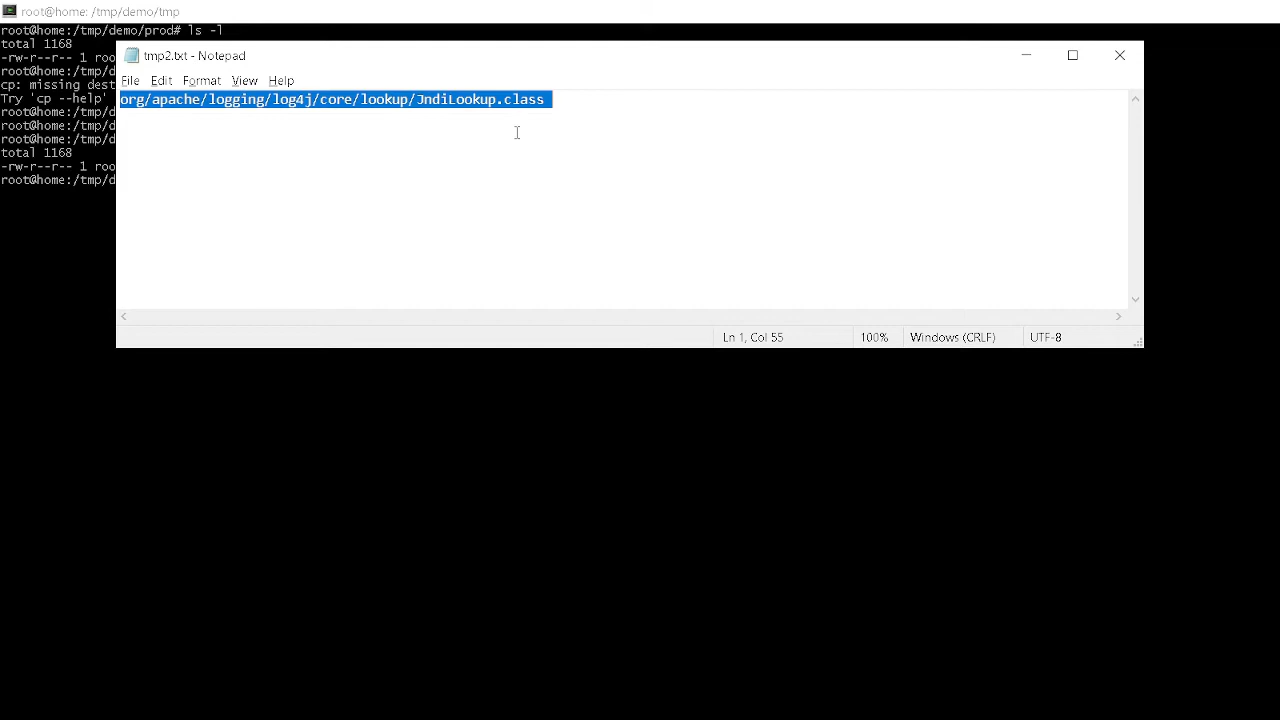 root@home: /tmp/demo/tmp
root@home:/tmp/demo/prod# ls -l
total 1168
-rw-r--r-- 1 roo
root@home:/tmp/d
cp: missing dest
Try 'cp --help'
root@home:/tmp/d
root@home:/tmp/d
root@home:/tmp/d
total 1168
-rw-r--r-- 1 roo
root@home:/tmp/d
tmp2.txt - Notepad
File Edit Format View Help
org/apache/logging/log4j/core/lookup/JndiLookup.class
Ln 1, Col 55 100% Windows (CRLF) UTF-8